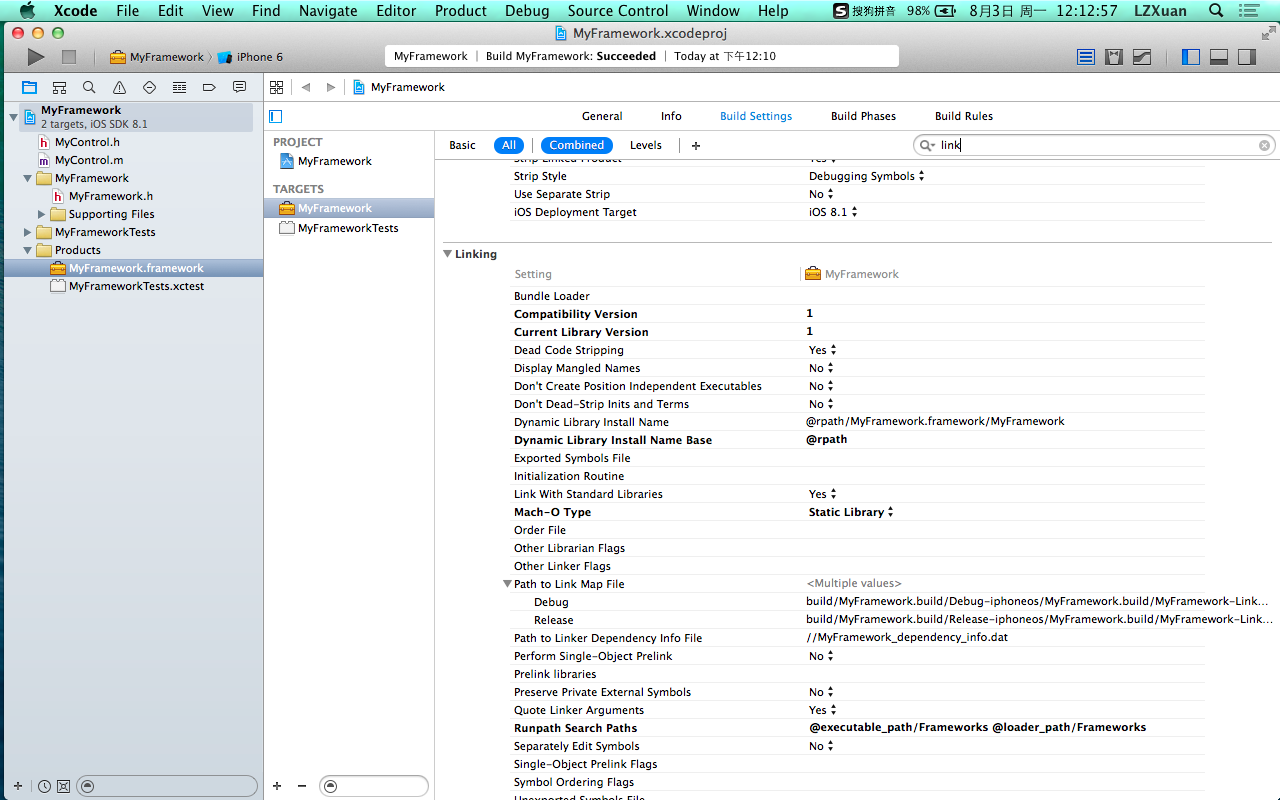 Xcode File Edit View Find Navigate Editor Product Debug Source Control Window Help S 搜狗拼音 98% 8月3日 周一 12:12:57 LZXuan
MyFramework.xcodeproj
MyFramework 〉 iPhone 6
MyFramework | Build MyFramework: Succeeded | Today at 下午12:10
MyFramework
MyFramework
2 targets, iOS SDK 8.1
h MyControl.h
m MyControl.m
MyFramework
h MyFramework.h
Supporting Files
MyFrameworkTests
Products
MyFramework.framework
MyFrameworkTests.xctest
General Info Build Settings Build Phases Build Rules
PROJECT
MyFramework
TARGETS
MyFramework
MyFrameworkTests
Basic All Combined Levels + link
Strip Linked Product Yes
Strip Style Debugging Symbols
Use Separate Strip No
iOS Deployment Target iOS 8.1
Linking
Setting MyFramework
Bundle Loader
Compatibility Version 1
Current Library Version 1
Dead Code Stripping Yes
Display Mangled Names No
Don't Create Position Independent Executables No
Don't Dead-Strip Inits and Terms No
Dynamic Library Install Name @rpath/MyFramework.framework/MyFramework
Dynamic Library Install Name Base @rpath
Exported Symbols File
Initialization Routine
Link With Standard Libraries Yes
Mach-O Type Static Library
Order File
Other Librarian Flags
Other Linker Flags
Path to Link Map File <Multiple values>
Debug build/MyFramework.build/Debug-iphoneos/MyFramework.build/MyFramework-Link...
Release build/MyFramework.build/Release-iphoneos/MyFramework.build/MyFramework-Link...
Path to Linker Dependency Info File //MyFramework_dependency_info.dat
Perform Single-Object Prelink No
Prelink libraries
Preserve Private External Symbols No
Quote Linker Arguments Yes
Runpath Search Paths @executable_path/Frameworks @loader_path/Frameworks
Separately Edit Symbols No
Single-Object Prelink Flags
Symbol Ordering Flags
Unexported Symbols File